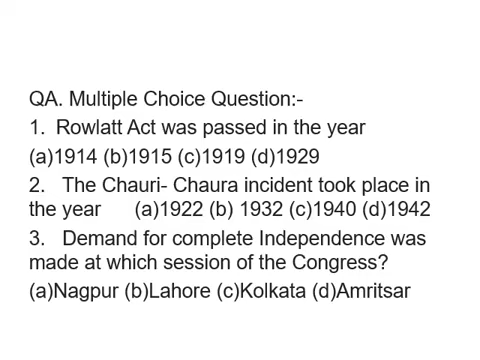 QA. Multiple Choice Question:-
1.  Rowlatt Act was passed in the year
(a)1914 (b)1915 (c)1919 (d)1929
2.   The Chauri- Chaura incident took place in
the year      (a)1922 (b) 1932 (c)1940 (d)1942
3.   Demand for complete Independence was
made at which session of the Congress?
(a)Nagpur (b)Lahore (c)Kolkata (d)Amritsar